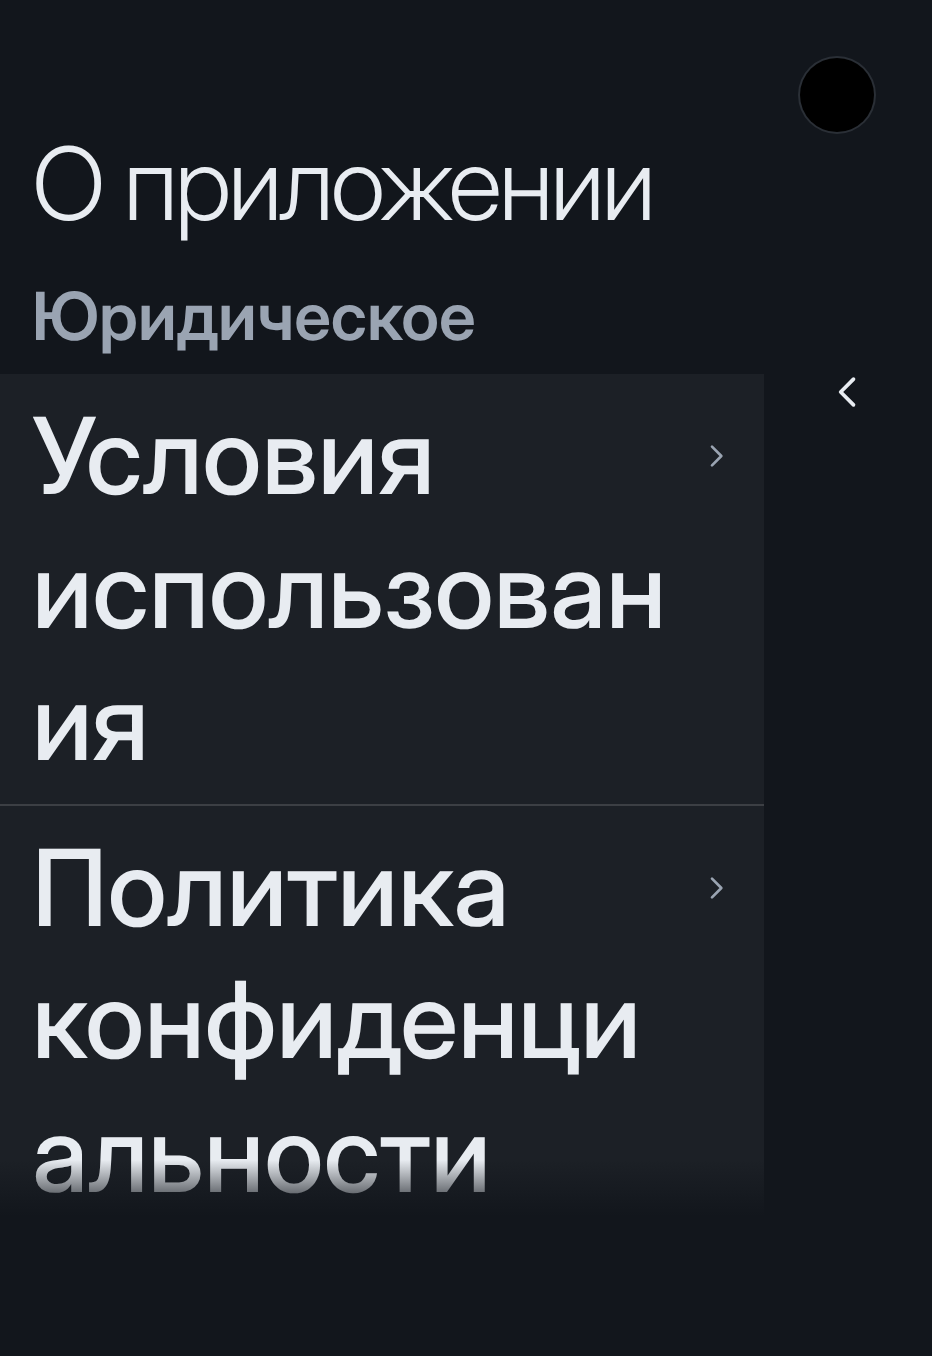 О приложении
Юридическое
Условия
использован
ия
Политика
конфиденци
альности